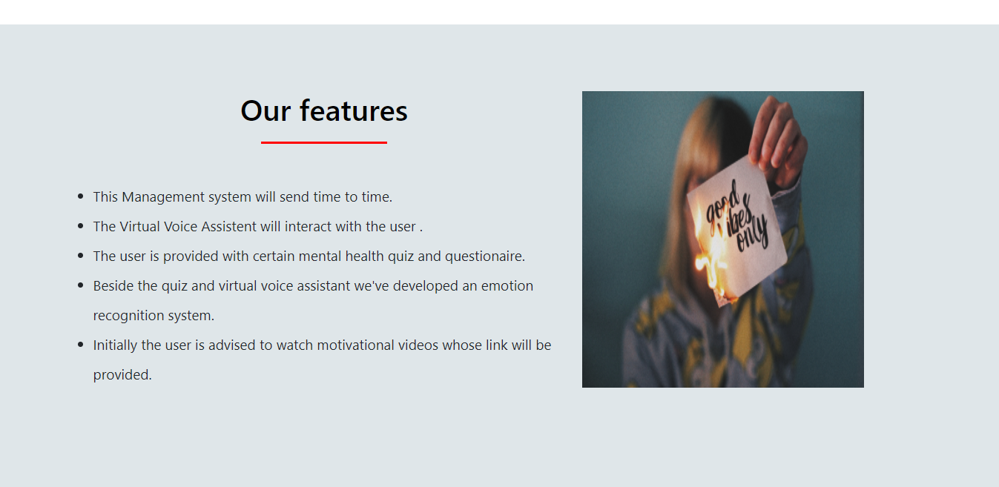 Our features
This Management system will send time to time.
The Virtual Voice Assistent will interact with the user .
The user is provided with certain mental health quiz and questionaire.
Beside the quiz and virtual voice assistant we've developed an emotion
recognition system.
Initially the user is advised to watch motivational videos whose link will be
provided.
good
vibes
only